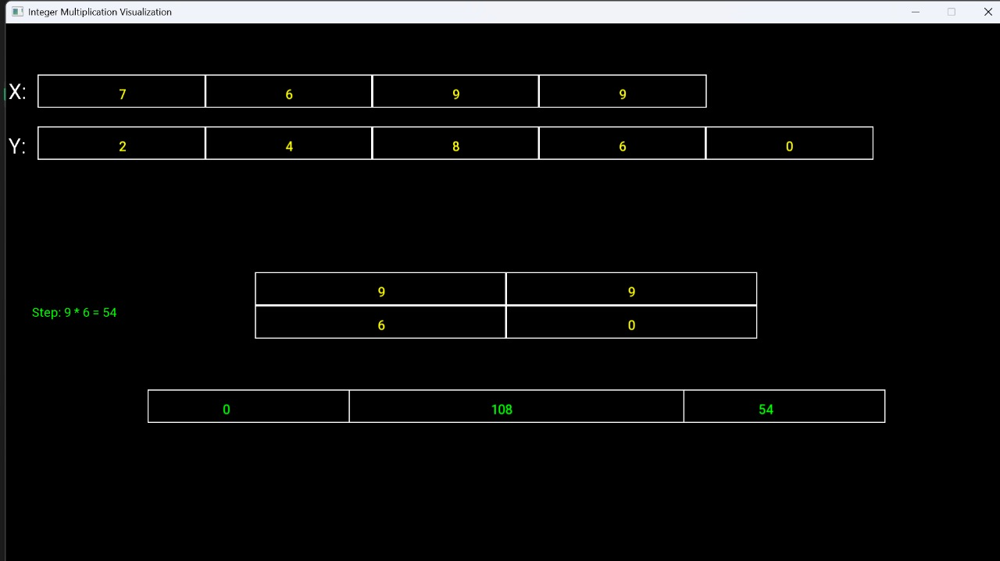 Integer Multiplication Visualization
X: 7 6 9 9
Y: 2 4 8 6 0
9 9
Step: 9 * 6 = 54
6 0
0 108 54